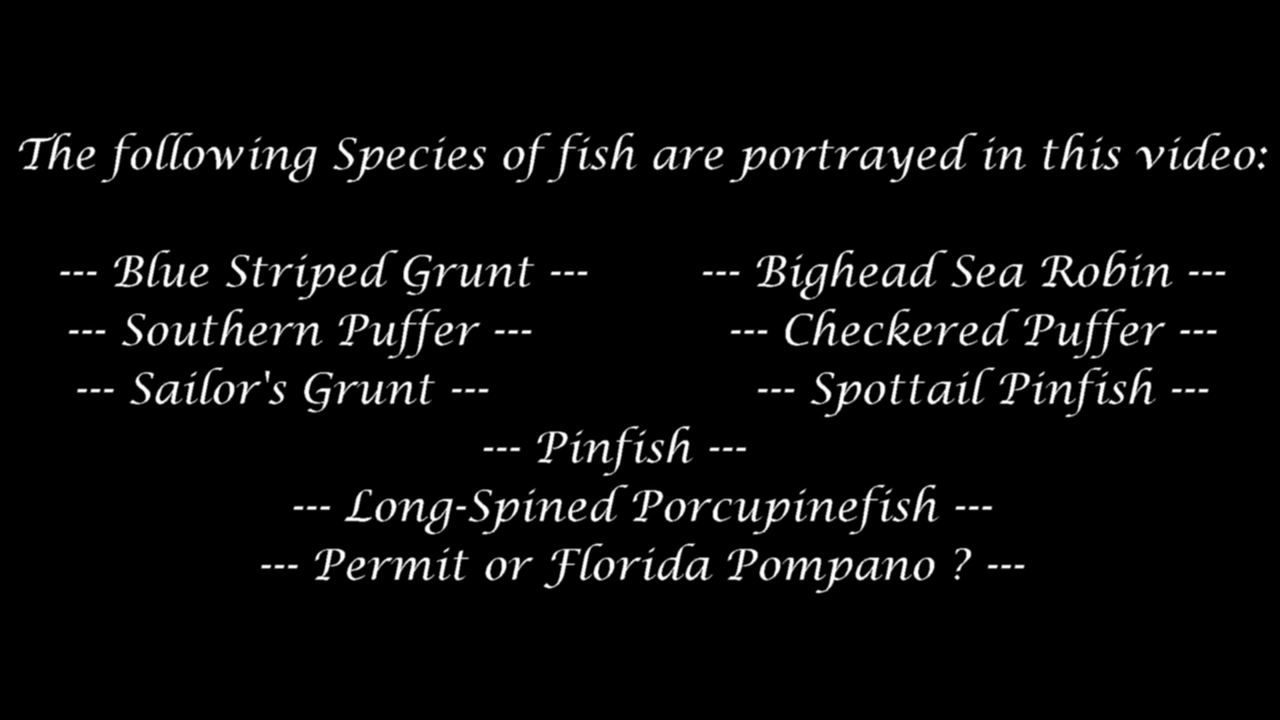 The following Species of fish are portrayed in this video:
--- Blue Striped Grunt --- --- Bighead Sea Robin ---
--- Southern Puffer --- --- Checkered Puffer ---
--- Sailor's Grunt --- --- Spottail Pinfish ---
--- Pinfish ---
--- Long-Spined Porcupinefish ---
--- Permit or Florida Pompano ? ---